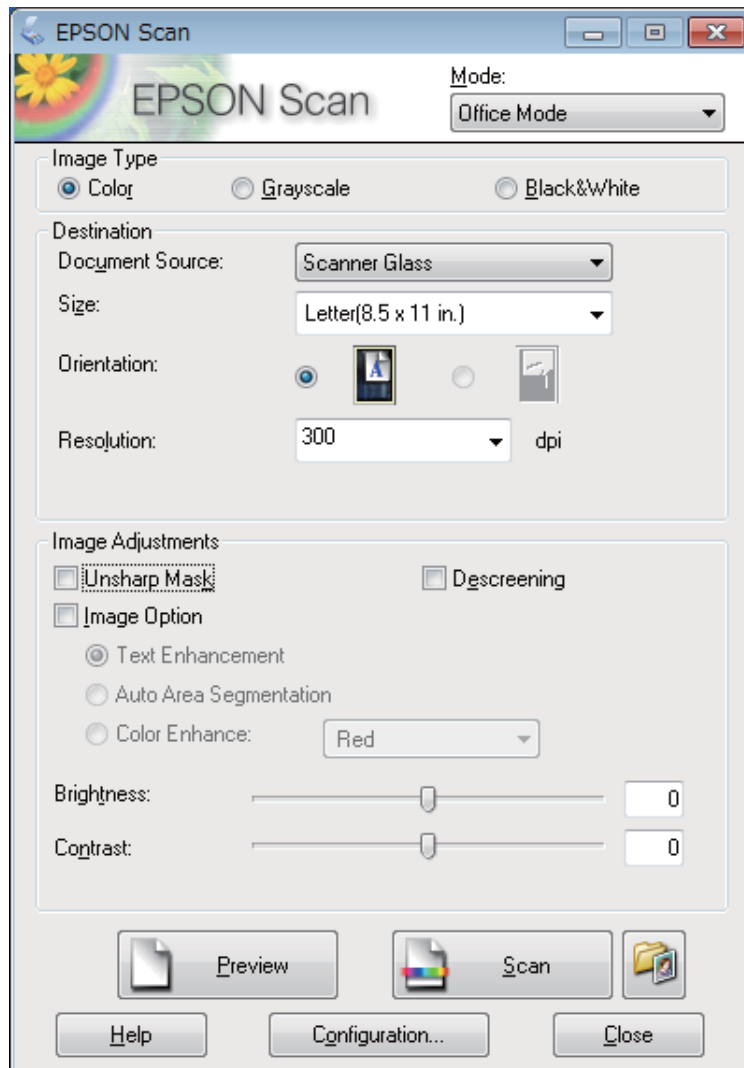 EPSON Scan
EPSON Scan
Mode:
Office Mode
Image Type
Color Grayscale Black&White
Destination
Document Source: Scanner Glass
Size: Letter(8.5 x 11 in.)
Orientation: A
Resolution: 300 dpi
Image Adjustments
Unsharp Mask Descreening
Image Option
Text Enhancement
Auto Area Segmentation
Color Enhance: Red
Brightness: 0
Contrast: 0
Preview Scan
Help Configuration... Close